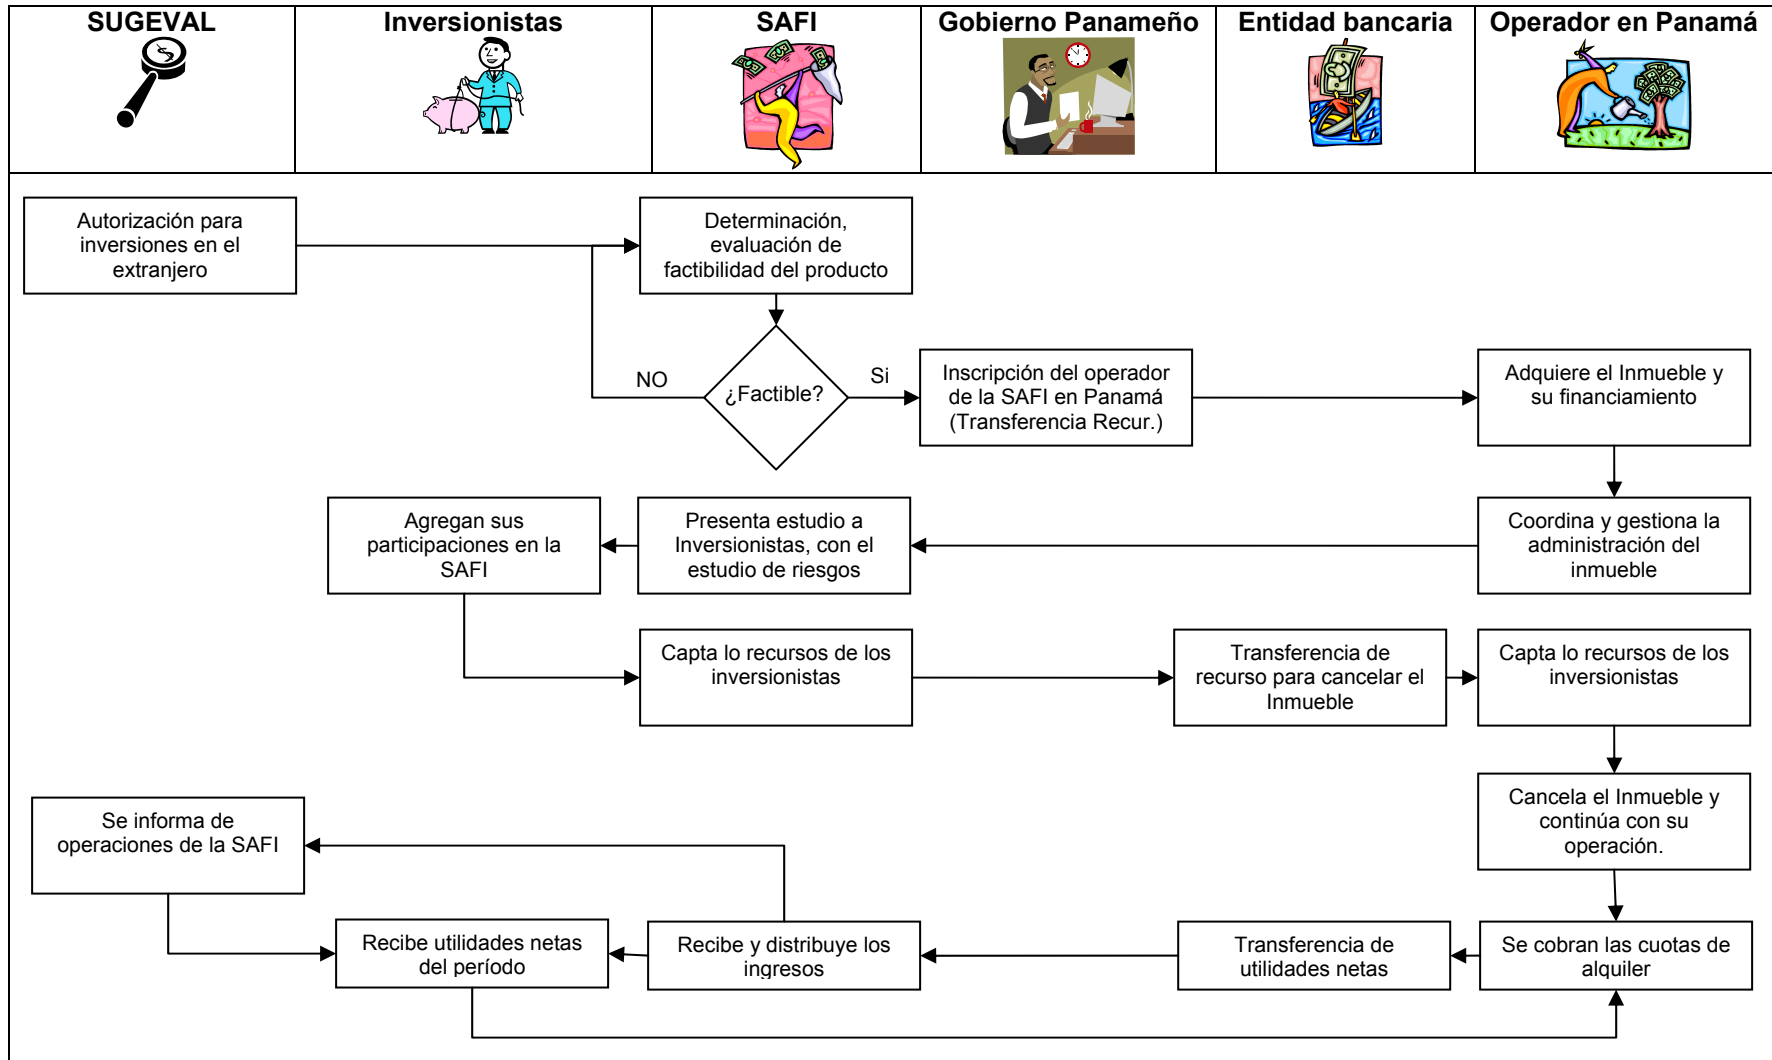 SUGEVAL
Inversionistas
SAFI
Gobierno Panameño
Entidad bancaria
Operador en Panamá
Autorización para
inversiones en el
extranjero
Determinación,
evaluación de
factibilidad del producto
¿Factible?
NO
Si
Inscripción del operador
de la SAFI en Panamá
(Transferencia Recur.)
Adquiere el Inmueble y
su financiamiento
Agregan sus
participaciones en la
SAFI
Presenta estudio a
Inversionistas, con el
estudio de riesgos
Coordina y gestiona la
administración del
inmueble
Capta lo recursos de los
inversionistas
Transferencia de
recurso para cancelar el
Inmueble
Capta lo recursos de los
inversionistas
Cancela el Inmueble y
continúa con su
operación.
Se informa de
operaciones de la SAFI
Recibe utilidades netas
del período
Recibe y distribuye los
ingresos
Transferencia de
utilidades netas
Se cobran las cuotas de
alquiler